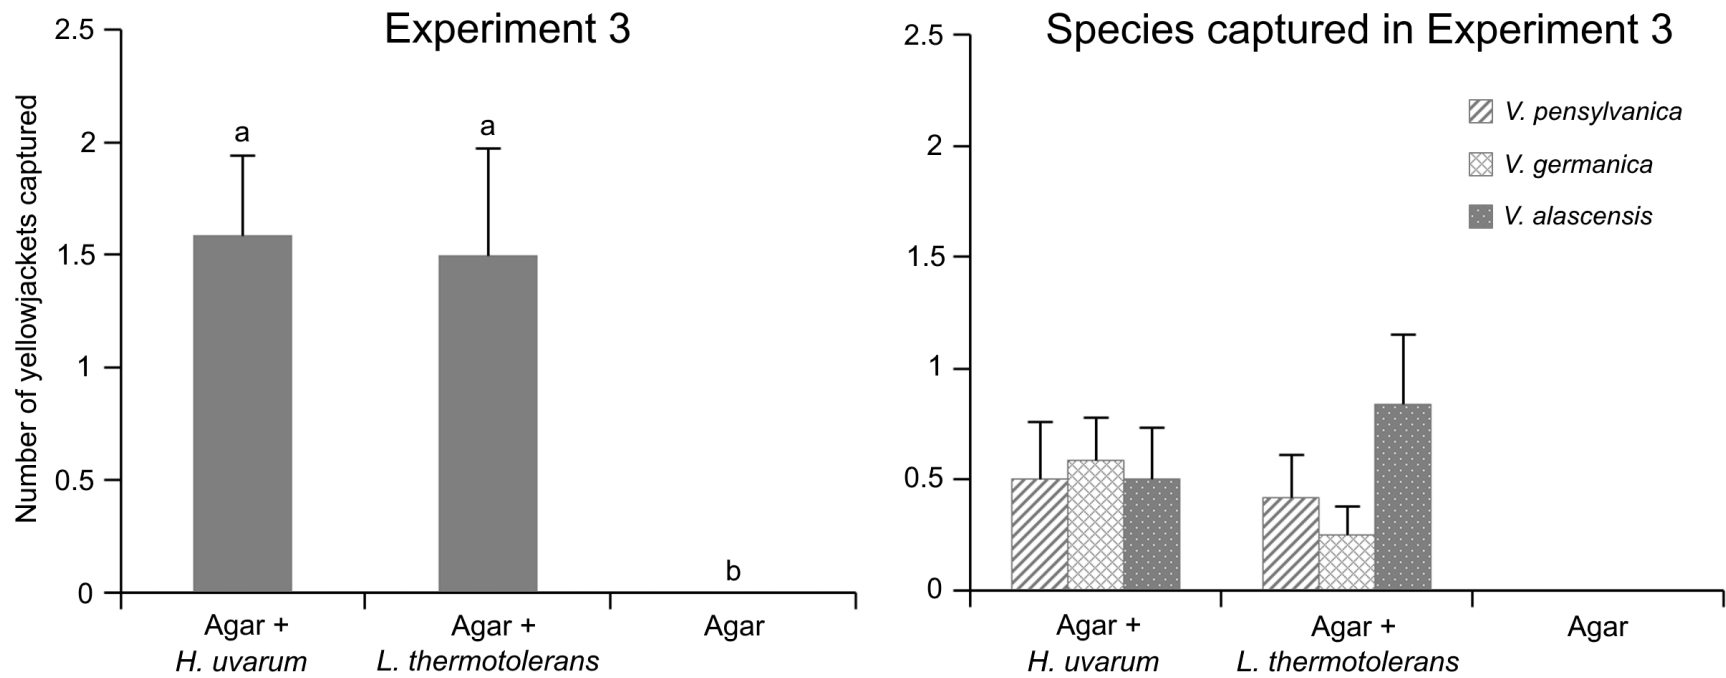 Experiment 3
Number of yellowjackets captured
2.5
2
1.5
1
0.5
0
a
a
b
Agar +
H. uvarum
Agar +
L. thermotolerans
Agar
Species captured in Experiment 3
2.5
2
1.5
1
0.5
0
V. pensylvanica
V. germanica
V. alascensis
Agar +
H. uvarum
Agar +
L. thermotolerans
Agar